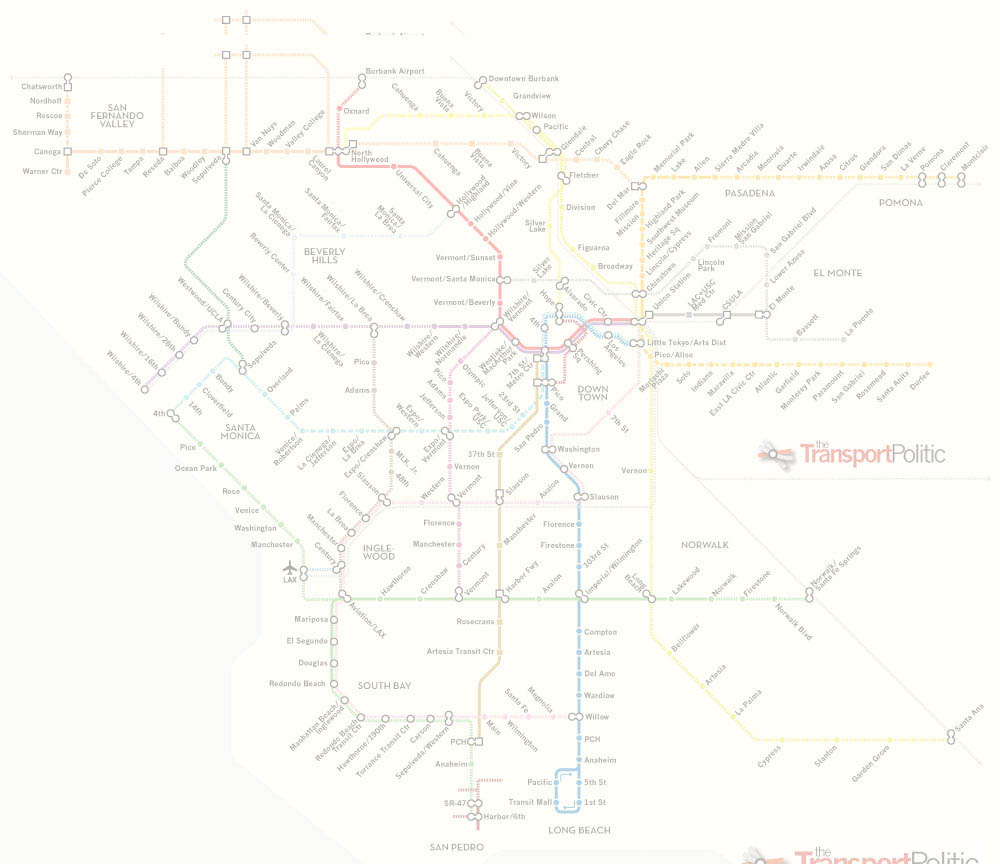 Burbank Airport
Downtown Burbank
Chatsworth
Nordhoff
Roscoe
Sherman Way
Canoga
Warner Ctr
SAN
FERNANDO
VALLEY
De Soto
Pierce College
Tampa
Reseda
Balboa
Woodley
Sepulveda
Van Nuys
Woodman
Valley College
Laurel
Canyon
North
Hollywood
Oxnard
Cahuenga
Buena
Vista
Victory
Grandview
Wilson
Pacific
Glendale
Central
Chevy Chase
Eagle Rock
Cahuenga
Buena
Vista
Victory
Universal City
Hollywood
/Highland
Hollywood/Vine
Hollywood/Western
Vermont/Sunset
Vermont/Santa Monica
Vermont/Beverly
Wilshire/
Vermont
Fletcher
Division
Silver
Lake
Figueroa
Broadway
Del Mar
Fillmore
Mission
Memorial Park
Lake
Allen
Sierra Madre Villa
Arcadia
Monrovia
Duarte
Irwindale
Azusa
Citrus
Glendora
San Dimas
La Verne
Pomona
Claremont
Montclair
PASADENA
POMONA
Highland Park
Southwest Museum
Heritage Sq
Lincoln/Cypress
Chinatown
Union Station
Fremont
Mission
San Gabriel
San Gabriel Blvd
Lower Azusa
EL MONTE
Lincoln
Park
LAC+USC
Med Ctr
CSULA
El Monte
Bassett
La Puente
Santa Monica/
La Cienega
Santa Monica/
Fairfax
Santa
Monica/
La Brea
Beverly Center
BEVERLY
HILLS
Westwood/UCLA
Century City
Wilshire/Beverly
Wilshire/Fairfax
Wilshire/La Brea
Wilshire/Crenshaw
Wilshire/
La Cienega
Wilshire/
Western
Wilshire/
Normandie
Wilshire/Bundy
Wilshire/26th
Wilshire/16th
Wilshire/4th
Silver
Lake
Alvarado
Hope
Civic Ctr
4th
Los
Angeles
Pershing
Sq
Westlake/
MacArthur
Park
7th St/
Metro Ctr
Pico
DOWN
TOWN
Little Tokyo/Arts Dist
Pico/Aliso
Mariachi
Plaza
Soto
Indiana
Maravilla
East LA Civic Ctr
Atlantic
Garfield
Monterey Park
Paramount
San Gabriel
Rosemead
Santa Anita
Durfee
4th
14th
Cloverfield
Bundy
Sepulveda
Overland
Palms
SANTA
MONICA
Venice/
Robertson
La Cienega/
Jefferson
Expo/
La Brea
Expo/Crenshaw
Expo/
Western
Expo/
Vermont
Expo Park/
USC
Jefferson/
USC
23rd St
Pico
Adams
Pico
Adams
Jefferson
Olympic
Grand
San Pedro
Washington
Vernon
Slauson
7th St
Vernon
Pico
Ocean Park
Rose
Venice
Washington
Manchester
LAX
MLK Jr.
48th
Slauson
Florence
La Brea
Manchester
Century
INGLE-
WOOD
Aviation/LAX
Western
Vernon
Vermont
Florence
Manchester
Century
Vermont
37th St
Slauson
Manchester
Avalon
Florence
Firestone
103rd St
Imperial/Wilmington
Hawthorne
Crenshaw
Harbor Fwy
Avalon
Long
Beach
Lakewood
Norwalk
Firestone
Norwalk Blvd
Norwalk/
Santa Fe Springs
NORWALK
the
TransportPolitic
Mariposa
El Segundo
Douglas
Redondo Beach
SOUTH BAY
Manhattan Beach/
Inglewood
Redondo Beach
Transit Ctr
Hawthorne/190th
Torrance Transit Ctr
Carson
Sepulveda/Western
Rosecrans
Artesia Transit Ctr
Main
Wilmington
Santa Fe
Magnolia
PCH
Anaheim
SR-47
Harbor/6th
SAN PEDRO
Compton
Artesia
Del Amo
Wardlow
Willow
PCH
Anaheim
Pacific
5th St
Transit Mall
1st St
LONG BEACH
Bellflower
Artesia
La Palma
Cypress
Stanton
Garden Grove
Santa Ana
the
TransportPolitic